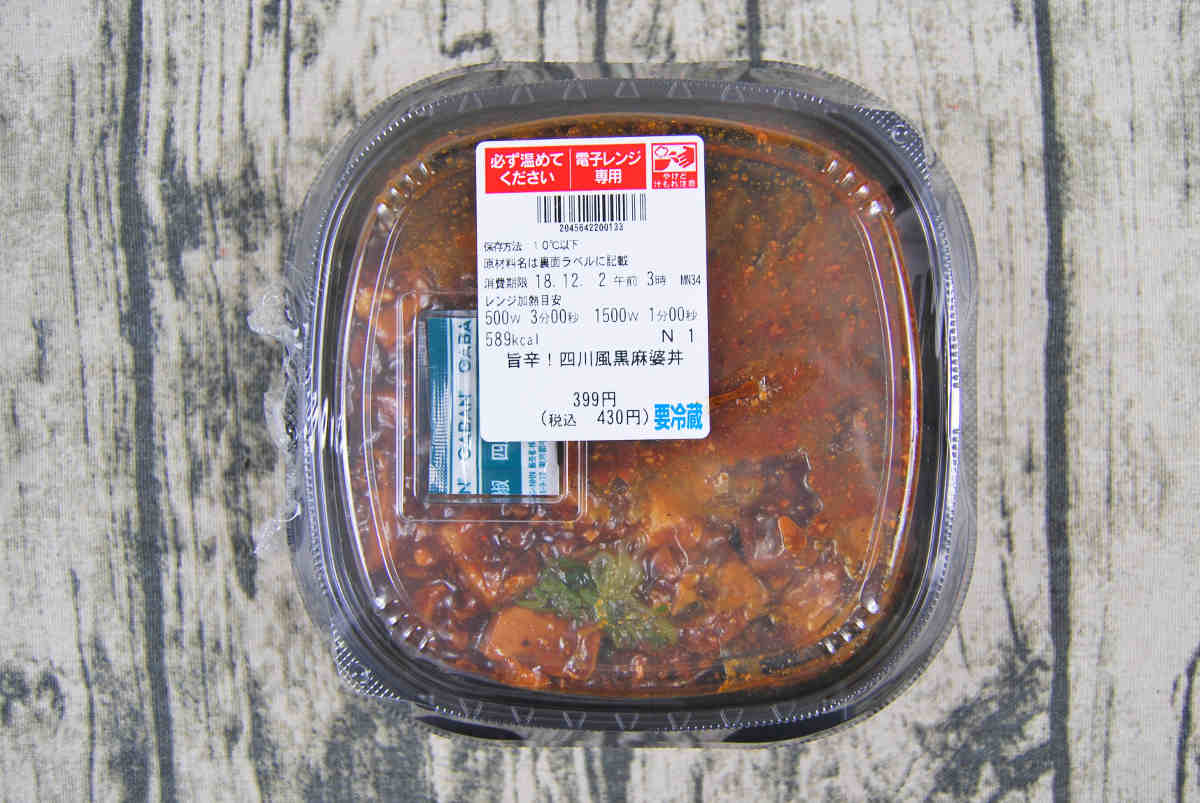 必ず温めて
ください
電子レンジ
専用
やけど
汁もれ注意
2045642200133
保存方法 10℃以下
原材料名は裏面ラベルに記載
消費期限 18.12. 2 午前 3時 MN34
レンジ加熱目安
500W 3分00秒 1500W 1分00秒
589kcal N 1
旨辛！四川風黒麻婆丼
399円
(税込 430円)
要冷蔵
GABAN